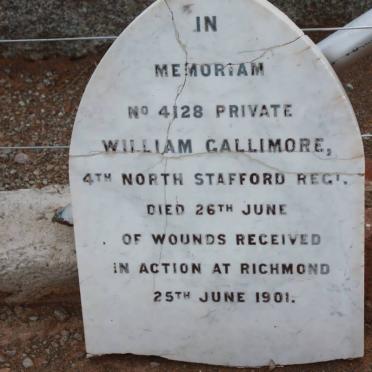 IN
MEMORIAM
No 4128 PRIVATE
WILLIAM GALLIMORE,
4TH NORTH STAFFORD REGT.
DIED 26TH JUNE
OF WOUNDS RECEIVED
IN ACTION AT RICHMOND
25TH JUNE 1901.